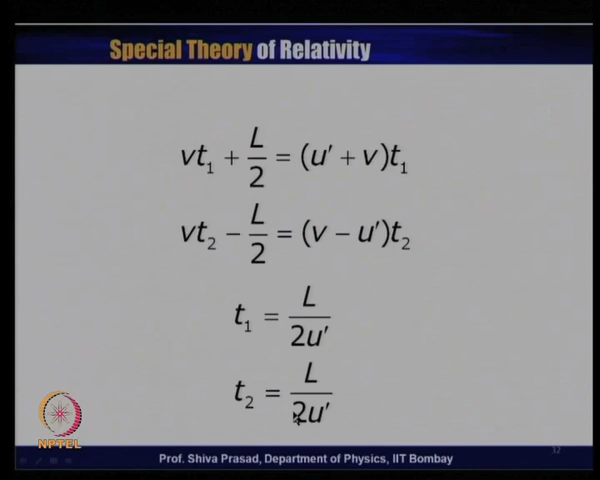 Special Theory of Relativity
vt₁ + L/2 = (u′ + v)t₁
vt₂ − L/2 = (v − u′)t₂
t₁ = L/2u′
t₂ = L/2u′
NPTEL
Prof. Shiva Prasad, Department of Physics, IIT Bombay